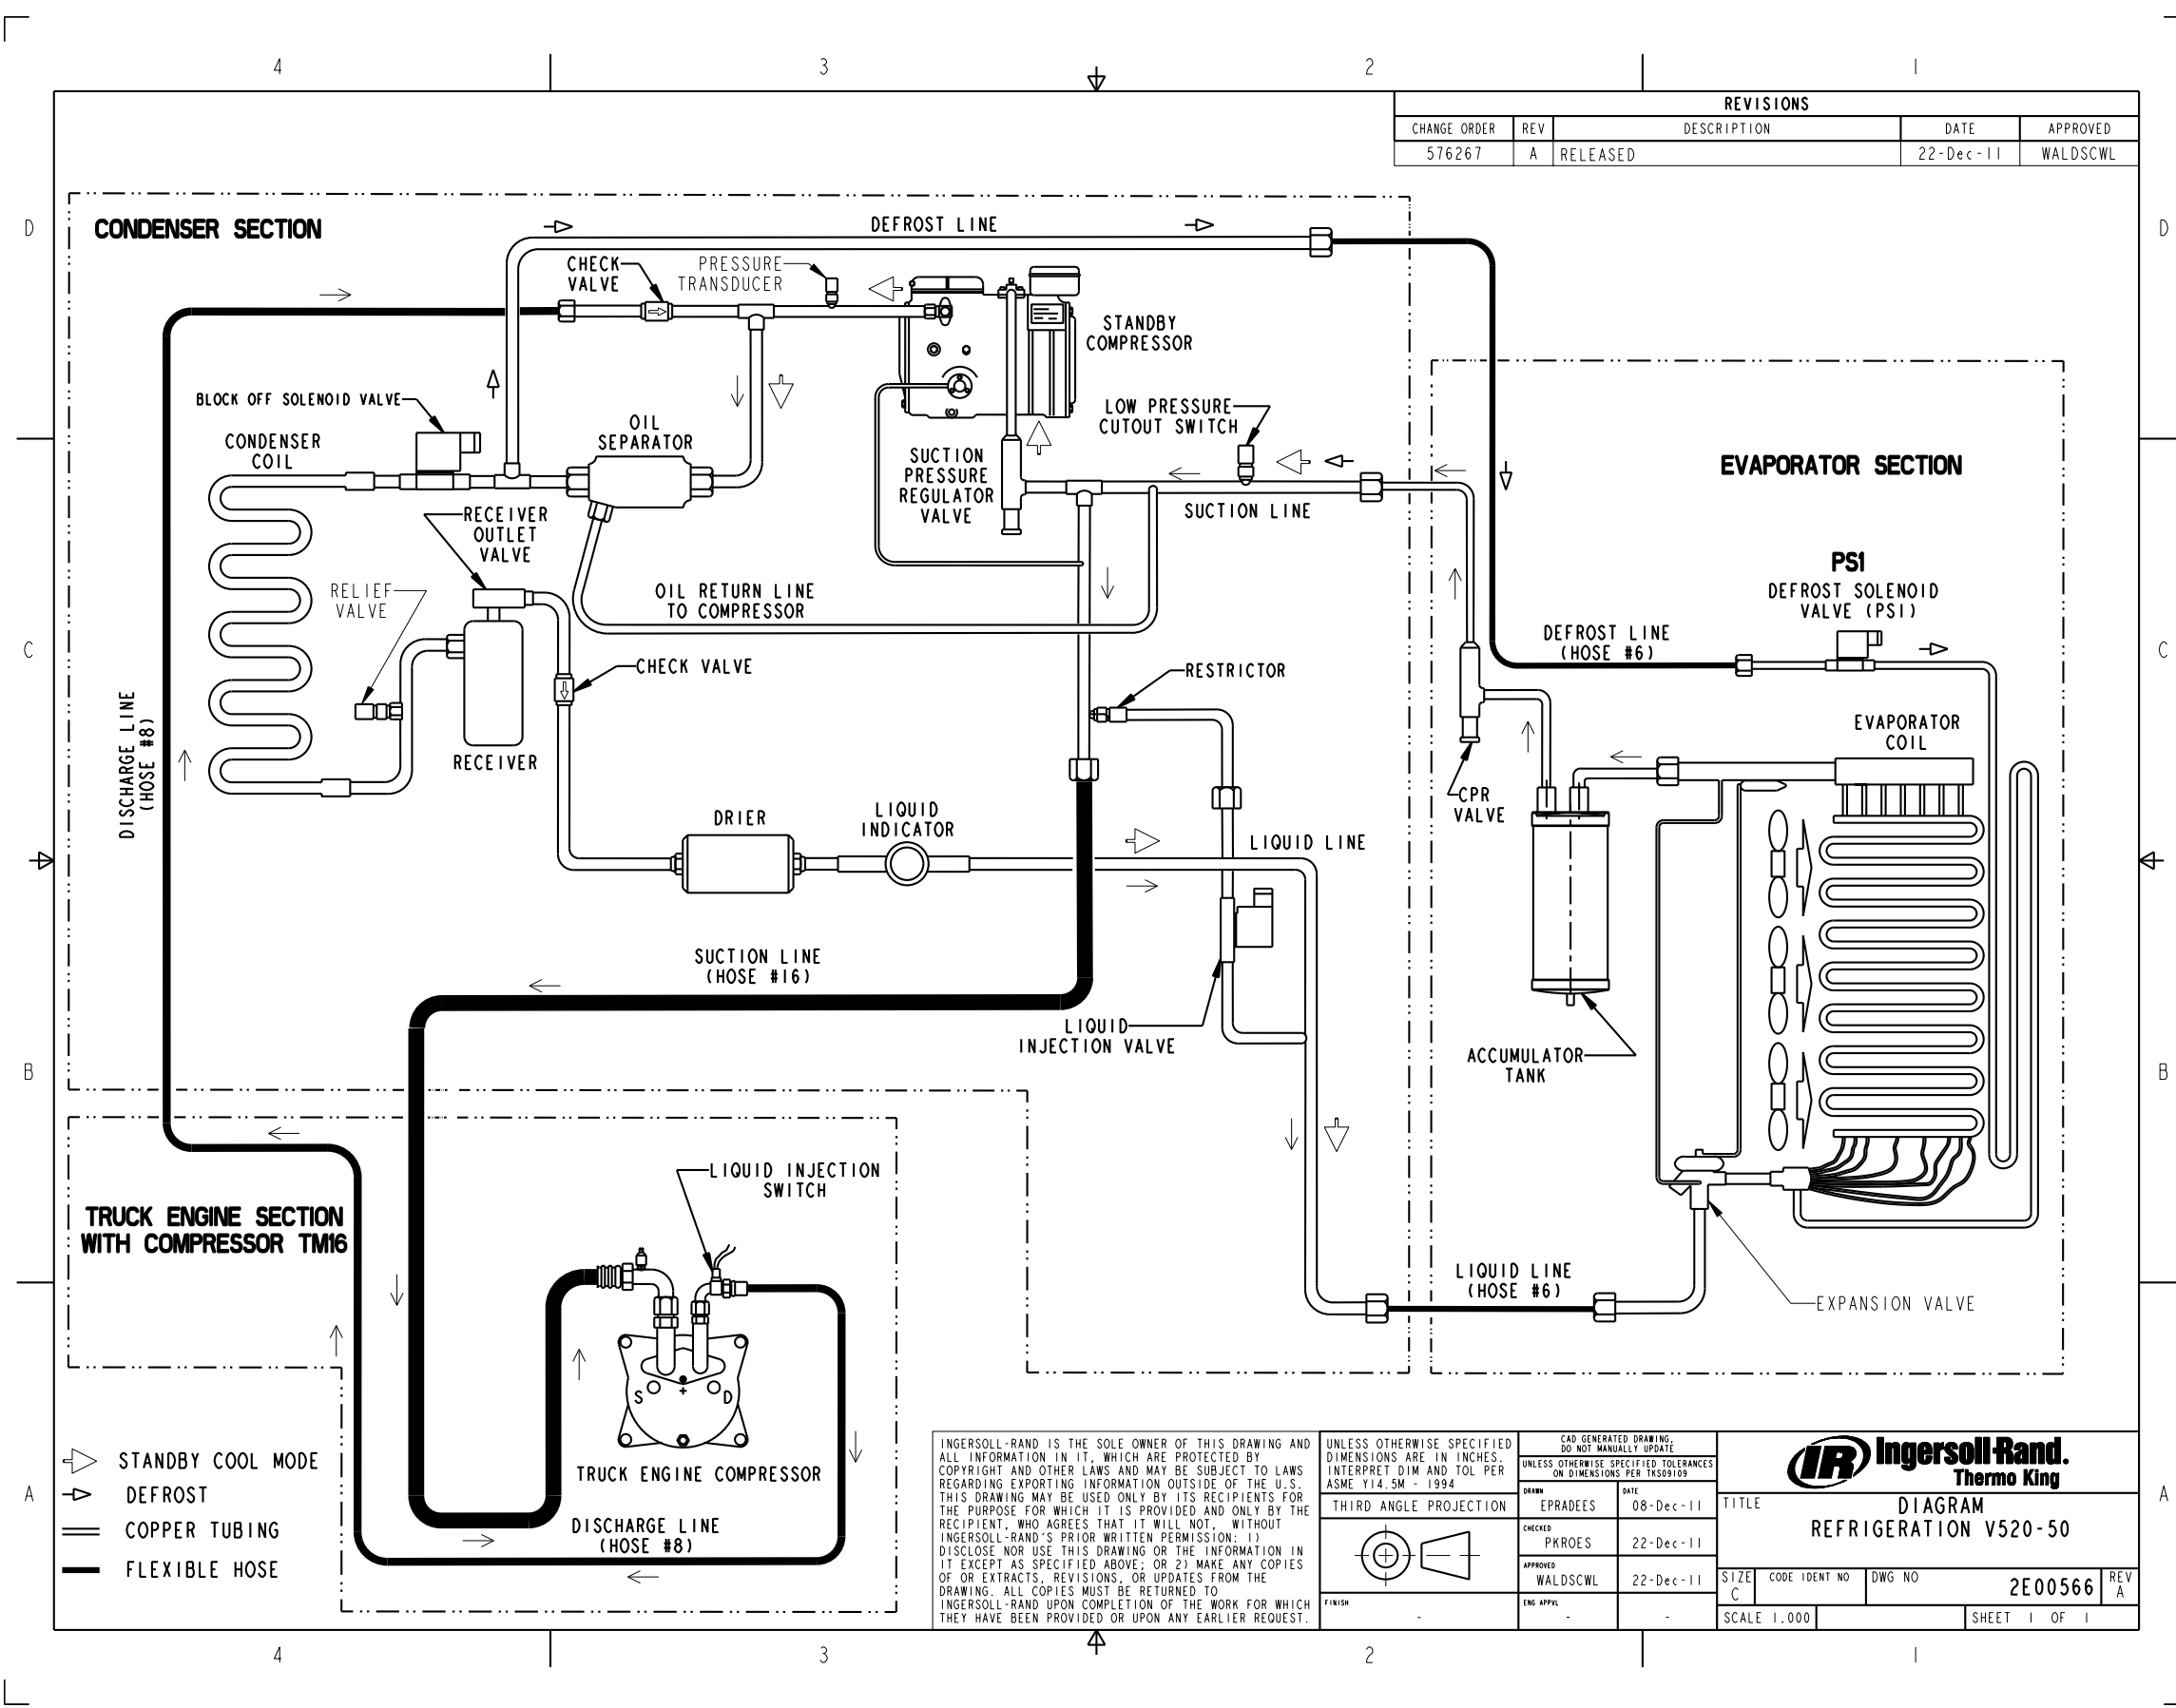 4
3
2
1
REVISIONS
CHANGE ORDER
REV
DESCRIPTION
DATE
APPROVED
576267
A
RELEASED
22-Dec-11
WALDSCWL
D
D
CONDENSER SECTION
DEFROST LINE
CHECK
VALVE
PRESSURE
TRANSDUCER
STANDBY
COMPRESSOR
BLOCK OFF SOLENOID VALVE
CONDENSER
COIL
OIL
SEPARATOR
LOW PRESSURE
CUTOUT SWITCH
SUCTION
PRESSURE
REGULATOR
VALVE
SUCTION LINE
EVAPORATOR SECTION
RECEIVER
OUTLET
VALVE
PS1
DEFROST SOLENOID
VALVE (PS1)
RELIEF
VALVE
OIL RETURN LINE
TO COMPRESSOR
DEFROST LINE
(HOSE #6)
C
C
CHECK VALVE
RESTRICTOR
DISCHARGE LINE
(HOSE #8)
RECEIVER
EVAPORATOR
COIL
CPR
VALVE
DRIER
LIQUID
INDICATOR
LIQUID LINE
SUCTION LINE
(HOSE #16)
LIQUID
INJECTION VALVE
ACCUMULATOR
TANK
B
B
LIQUID INJECTION
SWITCH
TRUCK ENGINE SECTION
WITH COMPRESSOR TM16
LIQUID LINE
(HOSE #6)
EXPANSION VALVE
S
D
TRUCK ENGINE COMPRESSOR
DISCHARGE LINE
(HOSE #8)
STANDBY COOL MODE
DEFROST
COPPER TUBING
FLEXIBLE HOSE
A
A
INGERSOLL-RAND IS THE SOLE OWNER OF THIS DRAWING AND
ALL INFORMATION IN IT, WHICH ARE PROTECTED BY
COPYRIGHT AND OTHER LAWS AND MAY BE SUBJECT TO LAWS
REGARDING EXPORTING INFORMATION OUTSIDE OF THE U.S.
THIS DRAWING MAY BE USED ONLY BY ITS RECIPIENTS FOR
THE PURPOSE FOR WHICH IT IS PROVIDED AND ONLY BY THE
RECIPIENT, WHO AGREES THAT IT WILL NOT, WITHOUT
INGERSOLL-RAND'S PRIOR WRITTEN PERMISSION: 1)
DISCLOSE NOR USE THIS DRAWING OR THE INFORMATION IN
IT EXCEPT AS SPECIFIED ABOVE; OR 2) MAKE ANY COPIES
OF OR EXTRACTS, REVISIONS, OR UPDATES FROM THE
DRAWING. ALL COPIES MUST BE RETURNED TO
INGERSOLL-RAND UPON COMPLETION OF THE WORK FOR WHICH
THEY HAVE BEEN PROVIDED OR UPON ANY EARLIER REQUEST.
UNLESS OTHERWISE SPECIFIED
DIMENSIONS ARE IN INCHES.
INTERPRET DIM AND TOL PER
ASME Y14.5M - 1994
THIRD ANGLE PROJECTION
FINISH
-
CAD GENERATED DRAWING,
DO NOT MANUALLY UPDATE
UNLESS OTHERWISE SPECIFIED TOLERANCES
ON DIMENSIONS PER TKS09109
DRAWN
EPRADEES
DATE
08-Dec-11
CHECKED
PKROES
22-Dec-11
APPROVED
WALDSCWL
22-Dec-11
ENG APPVL
-
-
IR Ingersoll Rand.
Thermo King
TITLE
DIAGRAM
REFRIGERATION V520-50
SIZE
C
CODE IDENT NO
DWG NO
2E00566
REV
A
SCALE 1.000
SHEET 1 OF 1
4
3
2
1